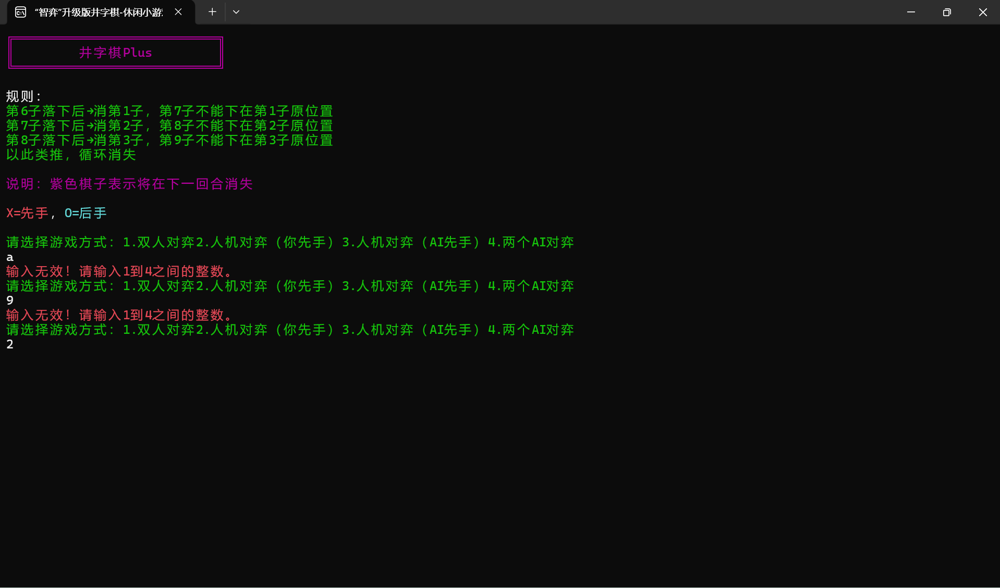 “智弈”升级版井字棋-休闲小游
井字棋Plus
规则：
第6子落下后→消第1子，第7子不能下在第1子原位置
第7子落下后→消第2子，第8子不能下在第2子原位置
第8子落下后→消第3子，第9子不能下在第3子原位置
以此类推，循环消失
说明：紫色棋子表示将在下一回合消失
X=先手，O=后手
请选择游戏方式：1.双人对弈2.人机对弈（你先手）3.人机对弈（AI先手）4.两个AI对弈
a
输入无效！请输入1到4之间的整数。
请选择游戏方式：1.双人对弈2.人机对弈（你先手）3.人机对弈（AI先手）4.两个AI对弈
9
输入无效！请输入1到4之间的整数。
请选择游戏方式：1.双人对弈2.人机对弈（你先手）3.人机对弈（AI先手）4.两个AI对弈
2